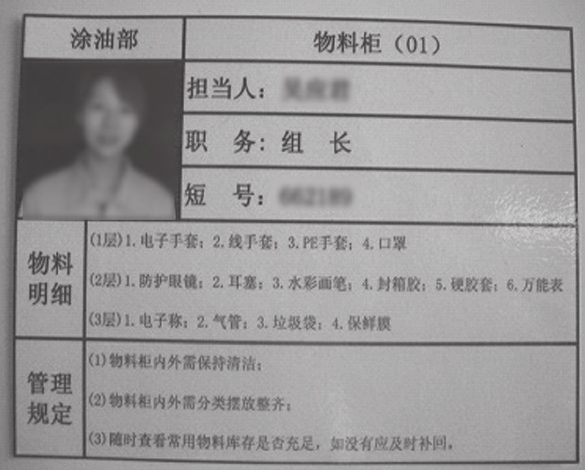 涂油部
物料柜（01）
担当人：
职　务：组　长
短　号：
物料明细
(1层)1.电子手套；2.线手套；3.PE手套；4.口罩
(2层)1.防护眼镜；2.耳塞；3.水彩画笔；4.封箱胶；5.硬胶套；6.万能表
(3层)1.电子称；2.气管；3.垃圾袋；4.保鲜膜
管理规定
(1)物料柜内外需保持清洁；
(2)物料柜内外需分类摆放整齐；
(3)随时查看常用物料库存是否充足，如没有应及时补回。